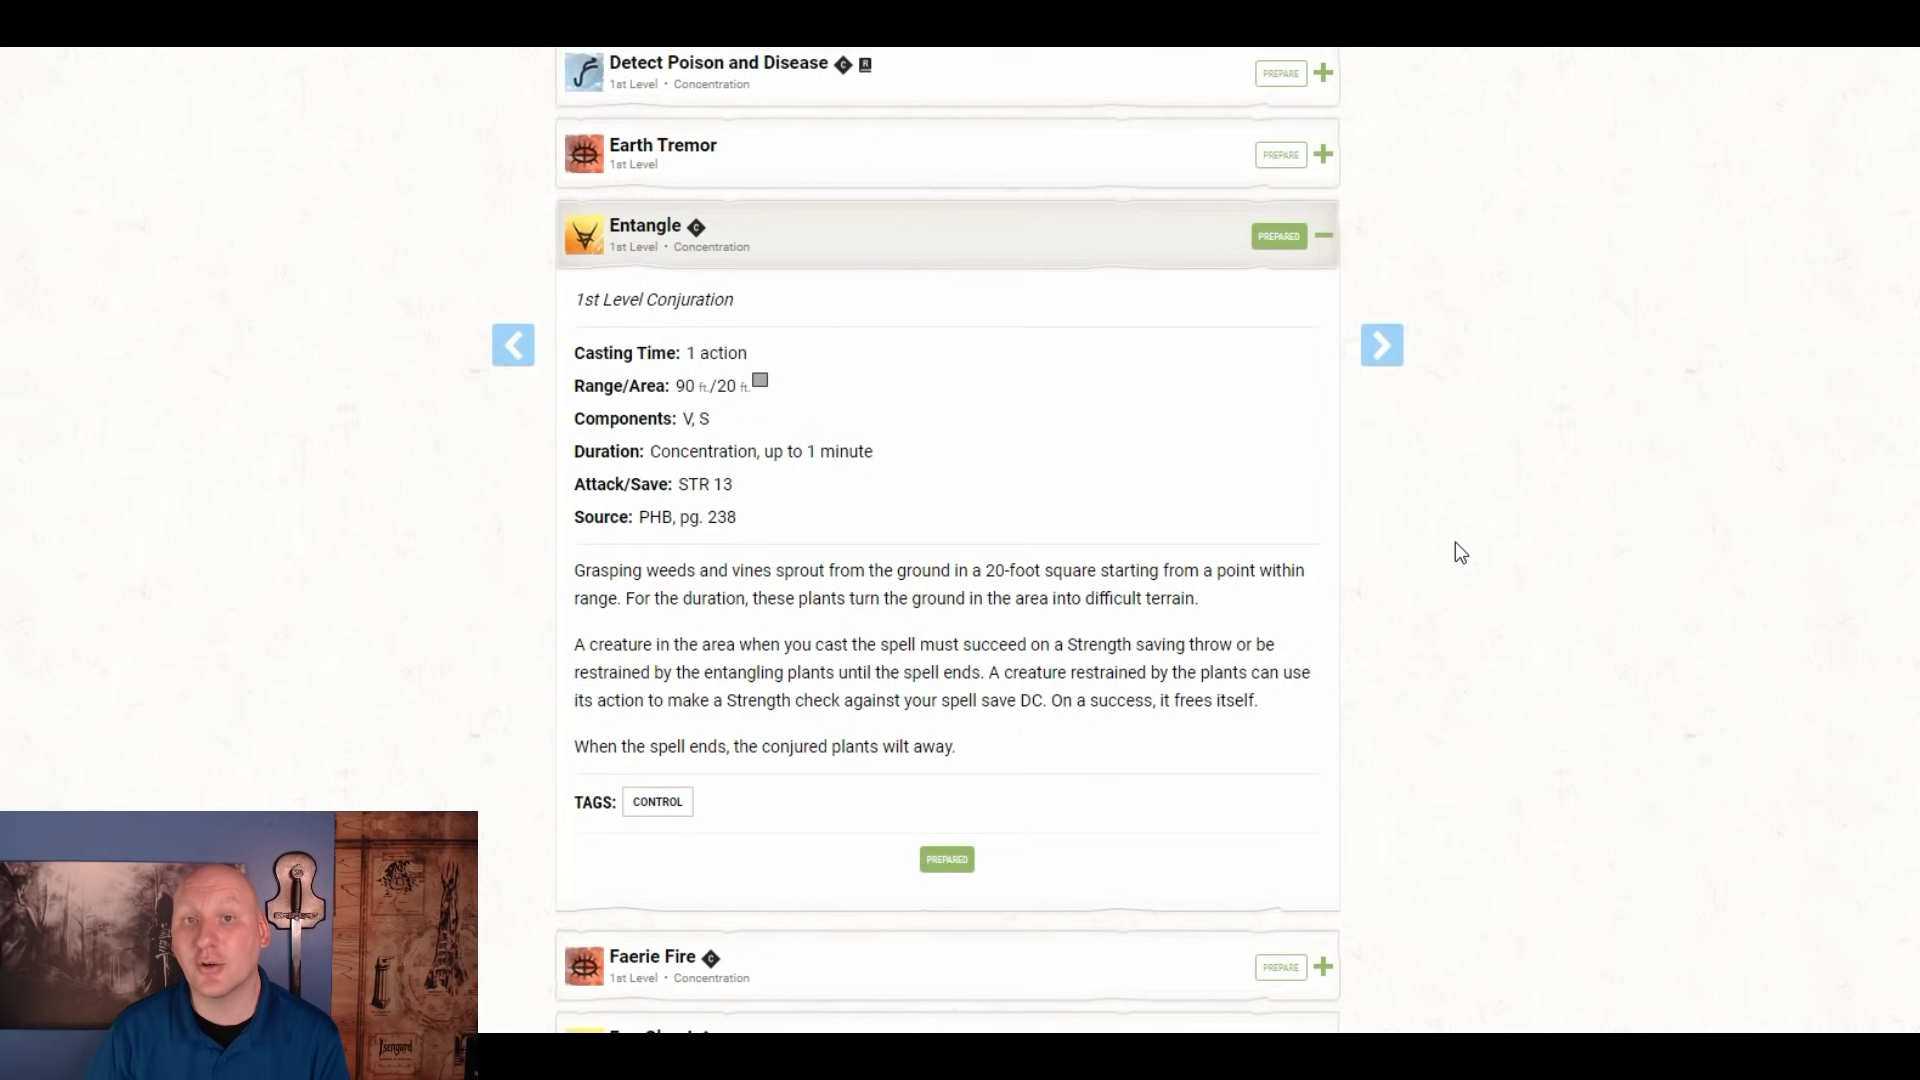 Detect Poison and Disease C R
1st Level • Concentration
PREPARE
Earth Tremor
1st Level
PREPARE
Entangle C
1st Level • Concentration
PREPARED
1st Level Conjuration
Casting Time: 1 action
Range/Area: 90 ft./20 ft.
Components: V, S
Duration: Concentration, up to 1 minute
Attack/Save: STR 13
Source: PHB, pg. 238
Grasping weeds and vines sprout from the ground in a 20-foot square starting from a point within
range. For the duration, these plants turn the ground in the area into difficult terrain.
A creature in the area when you cast the spell must succeed on a Strength saving throw or be
restrained by the entangling plants until the spell ends. A creature restrained by the plants can use
its action to make a Strength check against your spell save DC. On a success, it frees itself.
When the spell ends, the conjured plants wilt away.
TAGS: CONTROL
PREPARED
Faerie Fire C
1st Level • Concentration
PREPARE
Isengard